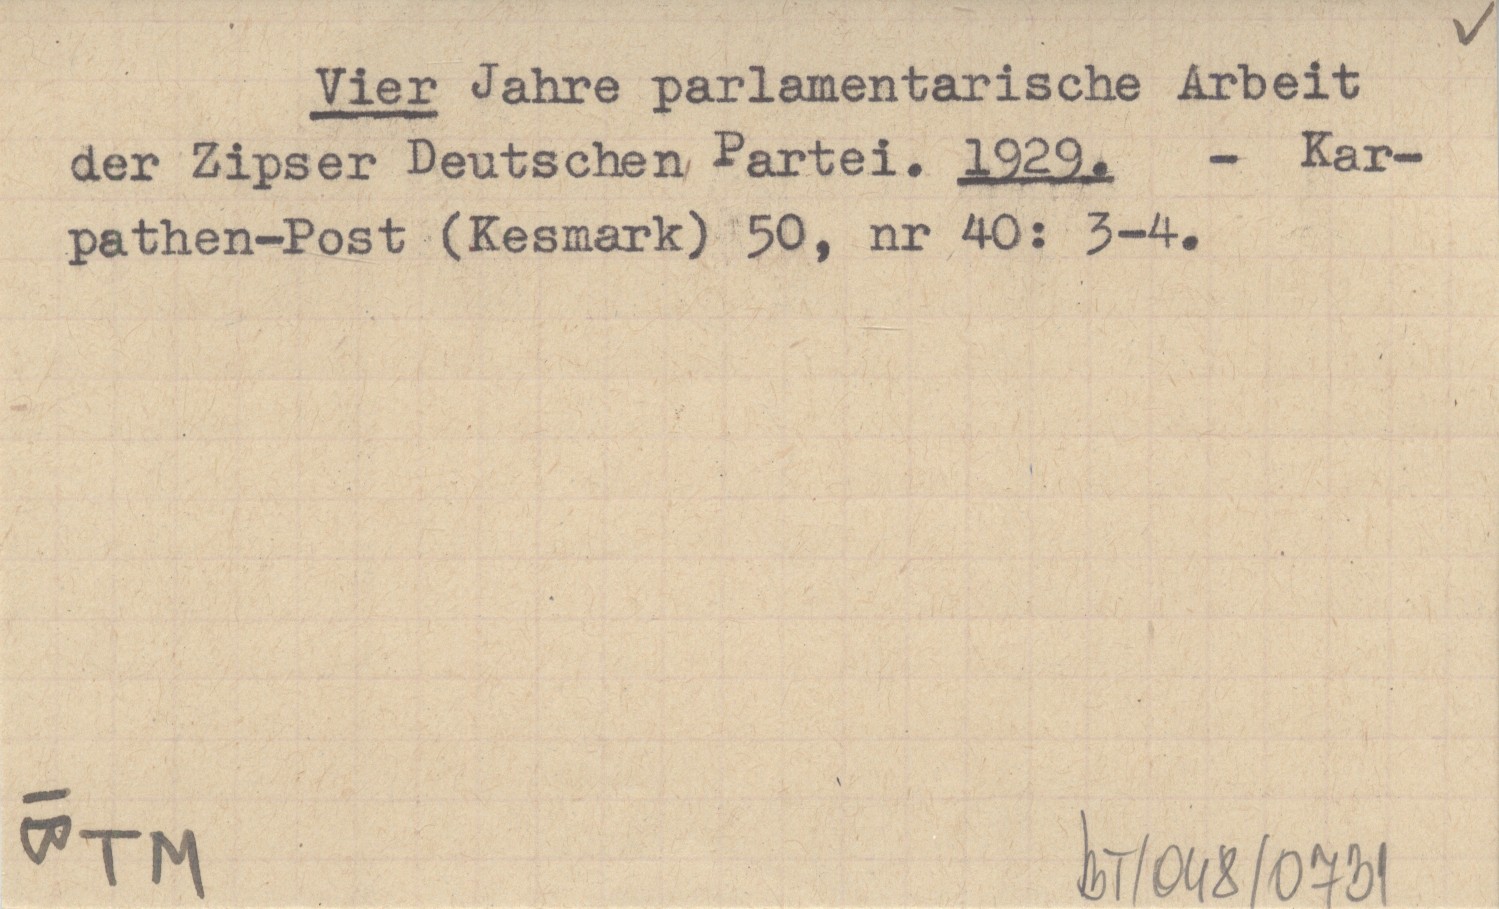 ✓
Vier Jahre parlamentarische Arbeit
der Zipser Deutschen Partei. 1929. - Kar-
pathen-Post (Kesmark) 50, nr 40: 3-4.
TM
bT/048/0731